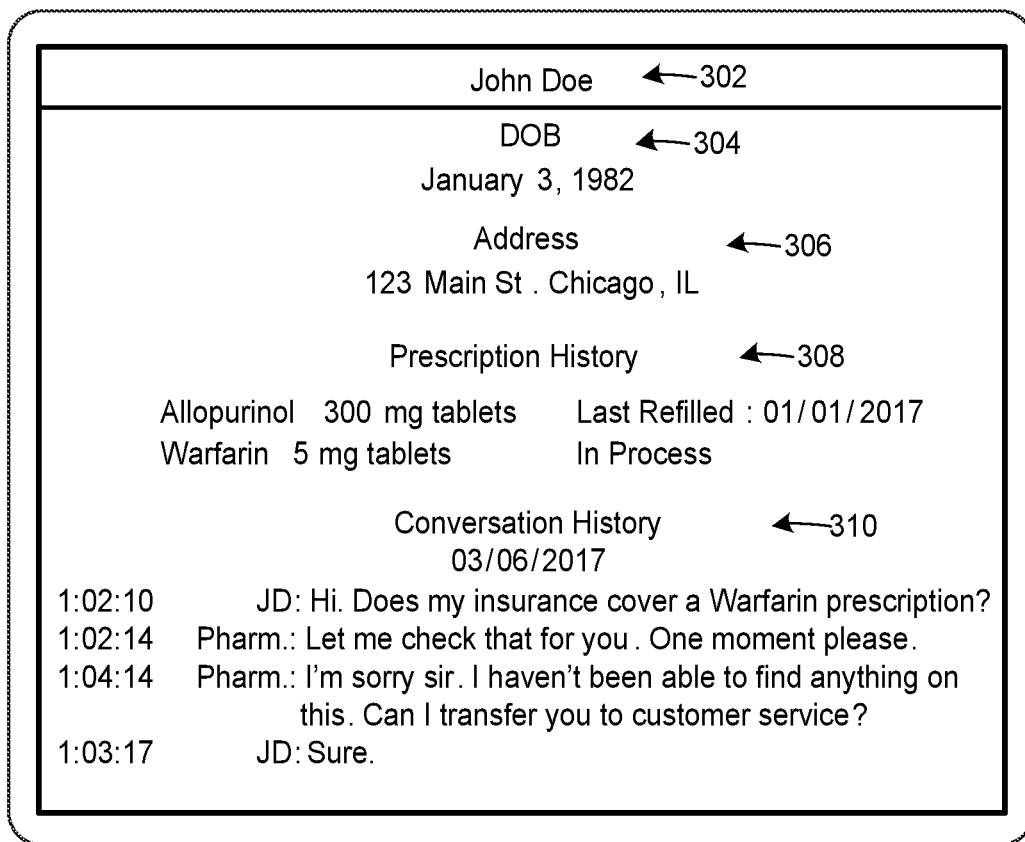 John Doe 302
DOB 304
January 3, 1982
Address 306
123 Main St . Chicago , IL
Prescription History 308
Allopurinol 300 mg tablets Last Refilled : 01/01/2017
Warfarin 5 mg tablets In Process
Conversation History 310
03/06/2017
1:02:10 JD: Hi. Does my insurance cover a Warfarin prescription?
1:02:14 Pharm.: Let me check that for you . One moment please.
1:04:14 Pharm.: I'm sorry sir. I haven't been able to find anything on
this. Can I transfer you to customer service?
1:03:17 JD: Sure.